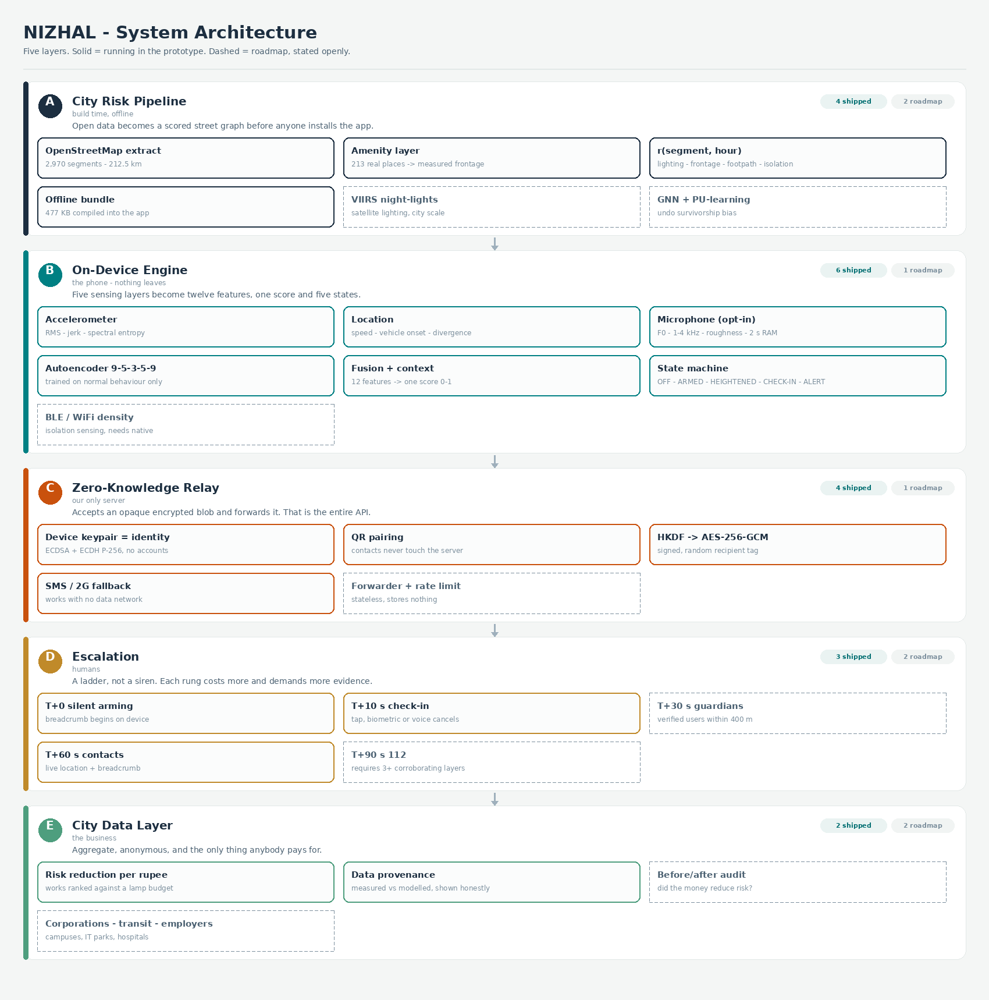 NIZHAL - System Architecture
Five layers. Solid = running in the prototype. Dashed = roadmap, stated openly.
A
City Risk Pipeline
build time, offline
Open data becomes a scored street graph before anyone installs the app.
4 shipped
2 roadmap
OpenStreetMap extract
2,970 segments - 212.5 km
Amenity layer
213 real places -> measured frontage
r(segment, hour)
lighting - frontage - footpath - isolation
Offline bundle
477 KB compiled into the app
VIIRS night-lights
satellite lighting, city scale
GNN + PU-learning
undo survivorship bias
B
On-Device Engine
the phone - nothing leaves
Five sensing layers become twelve features, one score and five states.
6 shipped
1 roadmap
Accelerometer
RMS - jerk - spectral entropy
Location
speed - vehicle onset - divergence
Microphone (opt-in)
F0 - 1-4 kHz - roughness - 2 s RAM
Autoencoder 9-5-3-5-9
trained on normal behaviour only
Fusion + context
12 features -> one score 0-1
State machine
OFF - ARMED - HEIGHTENED - CHECK-IN - ALERT
BLE / WiFi density
isolation sensing, needs native
C
Zero-Knowledge Relay
our only server
Accepts an opaque encrypted blob and forwards it. That is the entire API.
4 shipped
1 roadmap
Device keypair = identity
ECDSA + ECDH P-256, no accounts
QR pairing
contacts never touch the server
HKDF -> AES-256-GCM
signed, random recipient tag
SMS / 2G fallback
works with no data network
Forwarder + rate limit
stateless, stores nothing
D
Escalation
humans
A ladder, not a siren. Each rung costs more and demands more evidence.
3 shipped
2 roadmap
T+0 silent arming
breadcrumb begins on device
T+10 s check-in
tap, biometric or voice cancels
T+30 s guardians
verified users within 400 m
T+60 s contacts
live location + breadcrumb
T+90 s 112
requires 3+ corroborating layers
E
City Data Layer
the business
Aggregate, anonymous, and the only thing anybody pays for.
2 shipped
2 roadmap
Risk reduction per rupee
works ranked against a lamp budget
Data provenance
measured vs modelled, shown honestly
Before/after audit
did the money reduce risk?
Corporations - transit - employers
campuses, IT parks, hospitals